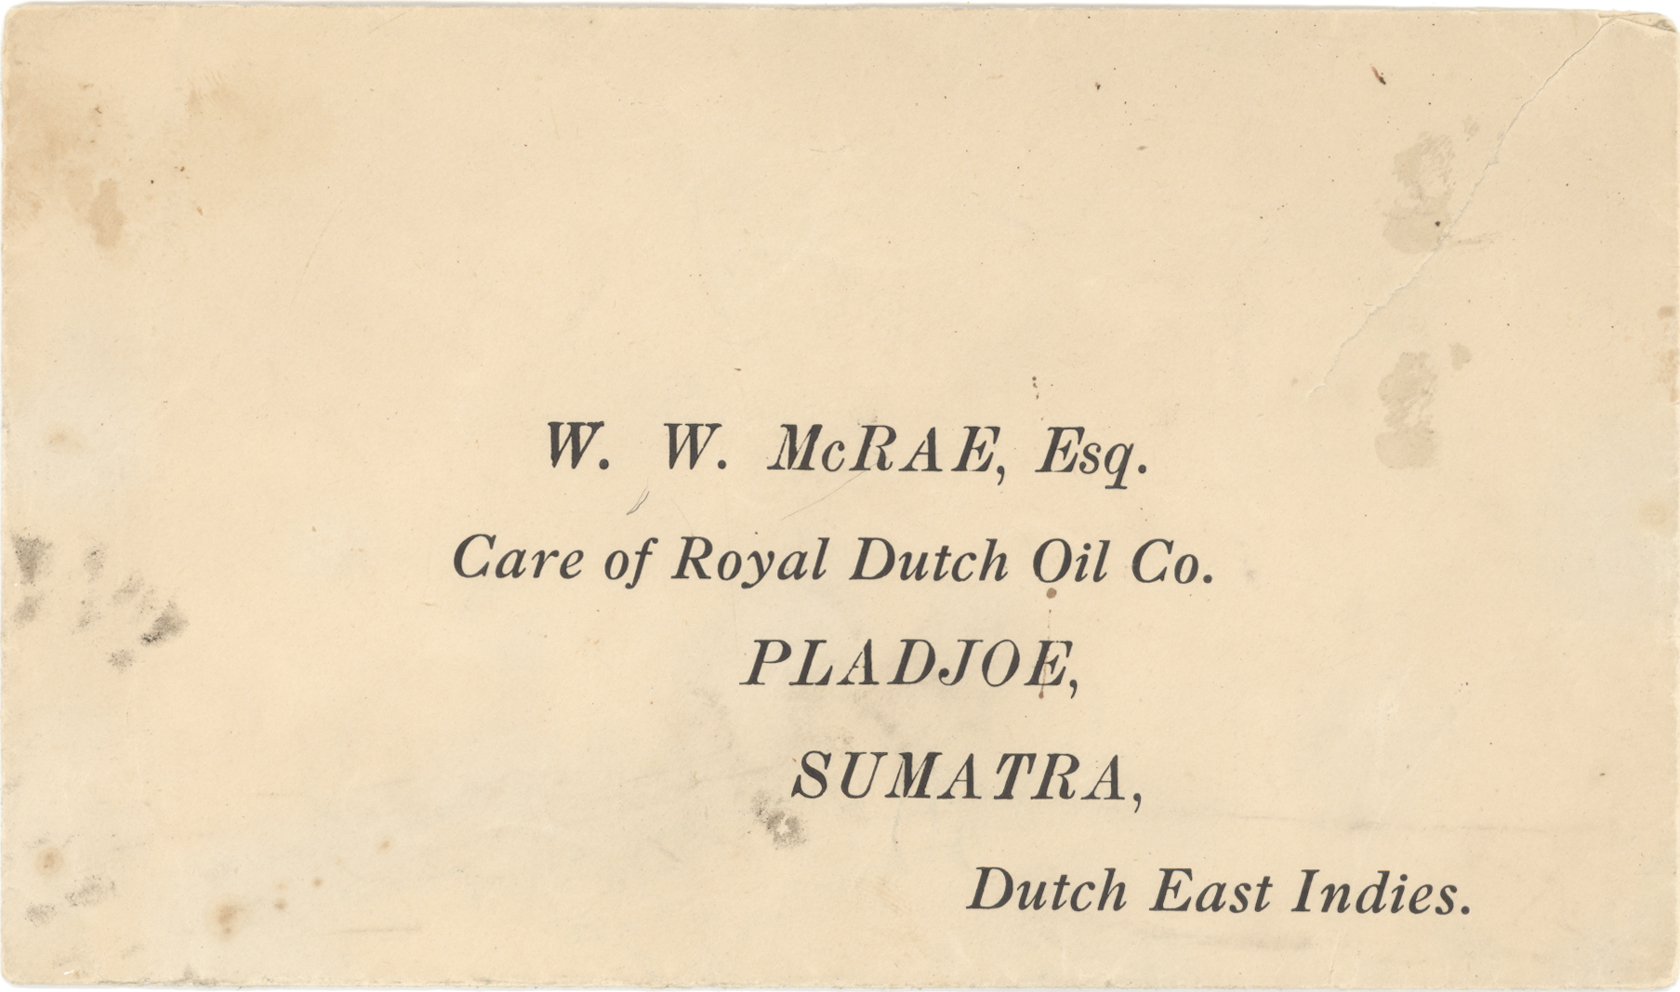 W. W. McRAE, Esq.
Care of Royal Dutch Oil Co.
PLADJOE,
SUMATRA,
Dutch East Indies.